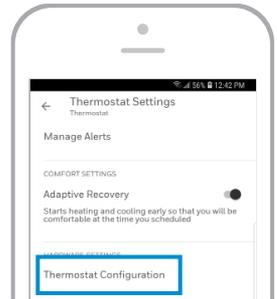 56% 12:42 PM
Thermostat Settings
Thermostat
Manage Alerts
COMFORT SETTINGS
Adaptive Recovery
Starts heating and cooling early so that you will be
comfortable at the time you scheduled
HARDWARE SETTINGS
Thermostat Configuration